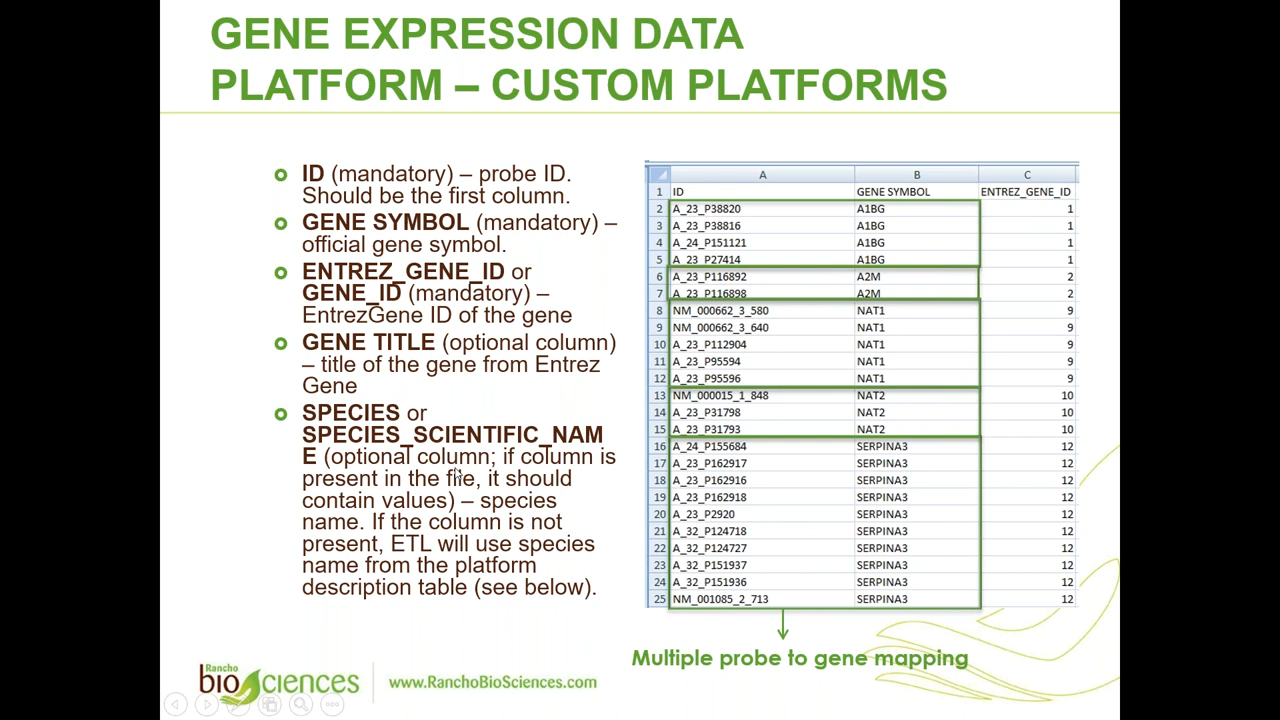 GENE EXPRESSION DATA
PLATFORM – CUSTOM PLATFORMS
ID (mandatory) – probe ID.
Should be the first column.
GENE SYMBOL (mandatory) –
official gene symbol.
ENTREZ_GENE_ID or
GENE_ID (mandatory) –
EntrezGene ID of the gene
GENE TITLE (optional column)
– title of the gene from Entrez
Gene
SPECIES or
SPECIES_SCIENTIFIC_NAM
E (optional column; if column is
present in the file, it should
contain values) – species
name. If the column is not
present, ETL will use species
name from the platform
description table (see below).
A B C
1 ID GENE SYMBOL ENTREZ_GENE_ID
2 A_23_P38820 A1BG 1
3 A_23_P38816 A1BG 1
4 A_24_P151121 A1BG 1
5 A_23_P27414 A1BG 1
6 A_23_P116892 A2M 2
7 A_23_P116898 A2M 2
8 NM_000662_3_580 NAT1 9
9 NM_000662_3_640 NAT1 9
10 A_23_P112904 NAT1 9
11 A_23_P95594 NAT1 9
12 A_23_P95596 NAT1 9
13 NM_000015_1_848 NAT2 10
14 A_23_P31798 NAT2 10
15 A_23_P31793 NAT2 10
16 A_24_P155684 SERPINA3 12
17 A_23_P162917 SERPINA3 12
18 A_23_P162916 SERPINA3 12
19 A_23_P162918 SERPINA3 12
20 A_23_P2920 SERPINA3 12
21 A_32_P124718 SERPINA3 12
22 A_32_P124727 SERPINA3 12
23 A_32_P151937 SERPINA3 12
24 A_32_P151936 SERPINA3 12
25 NM_001085_2_713 SERPINA3 12
Multiple probe to gene mapping
Rancho
biosciences
www.RanchoBioSciences.com